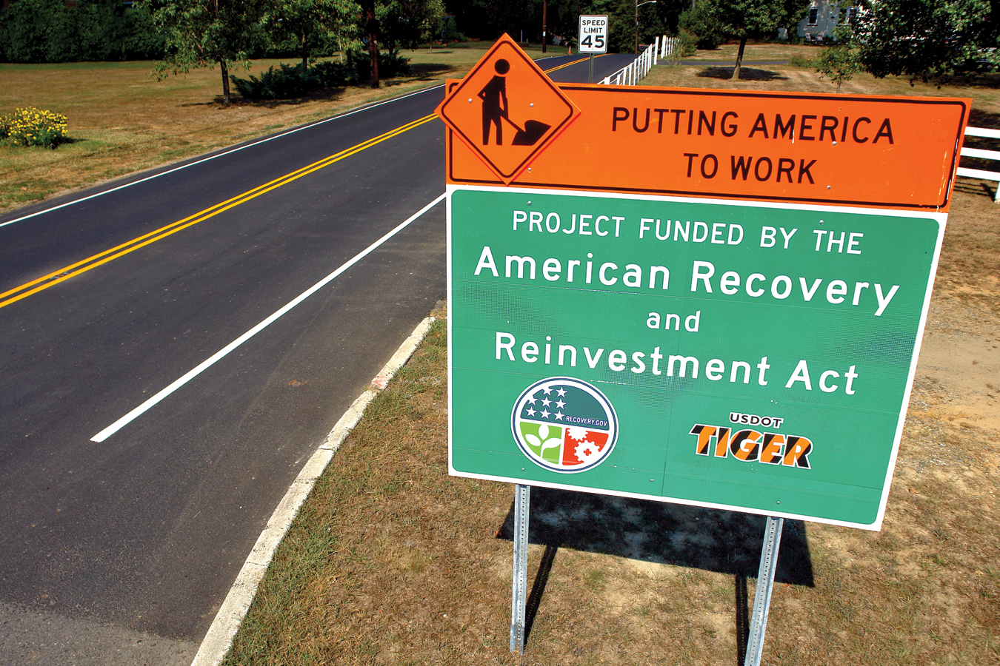 SPEED
LIMIT
45
PUTTING AMERICA
TO WORK
PROJECT FUNDED BY THE
American Recovery
and
Reinvestment Act
RECOVERY.GOV
USDOT
TIGER